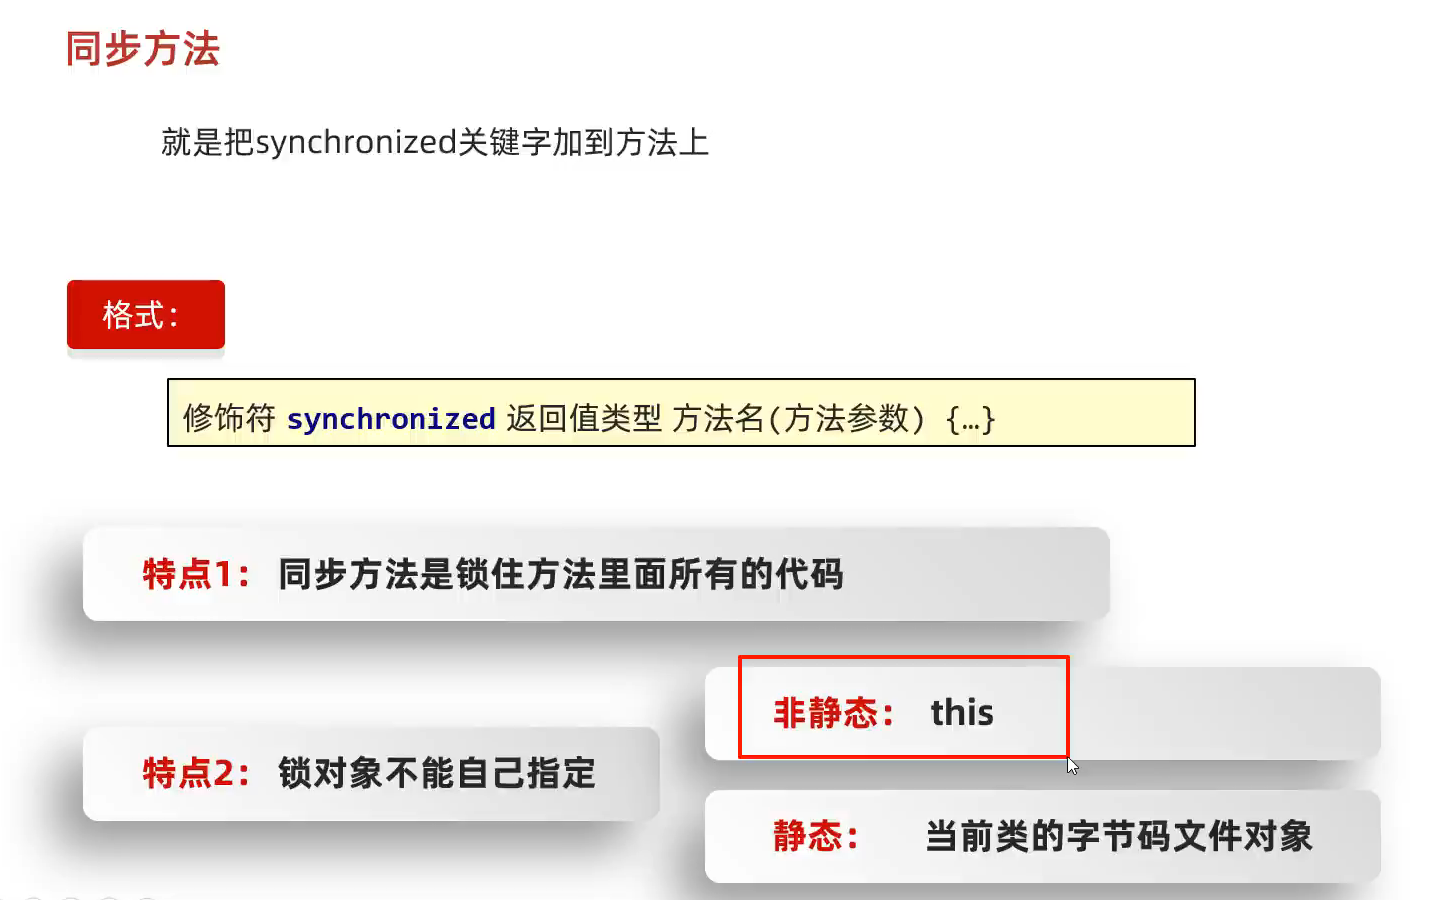 同步方法
就是把synchronized关键字加到方法上
格式：
修饰符 synchronized 返回值类型 方法名(方法参数) {…}
特点1： 同步方法是锁住方法里面所有的代码
特点2： 锁对象不能自己指定
非静态： this
静态： 当前类的字节码文件对象